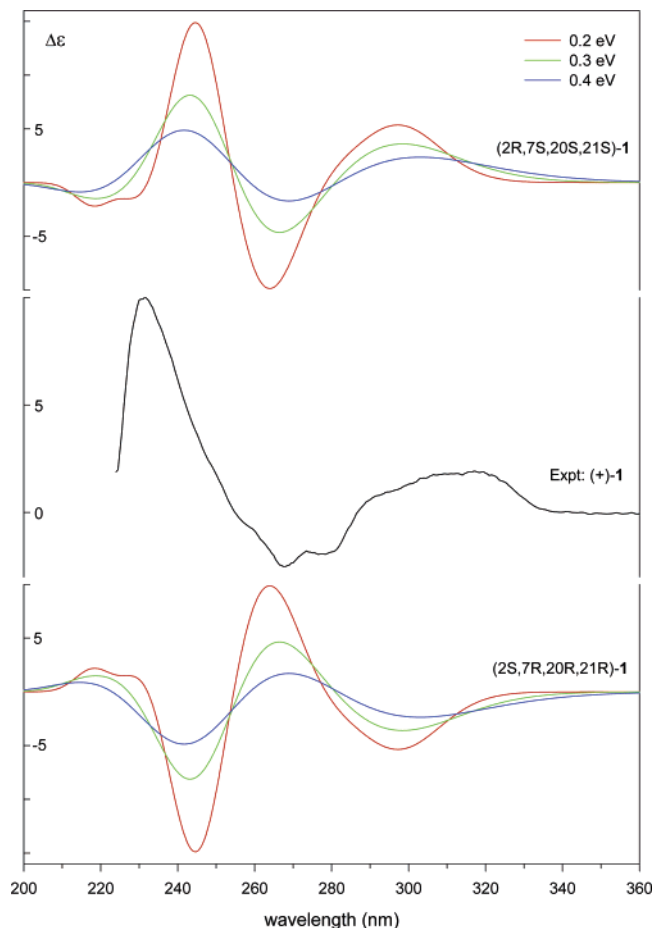 Δε
0.2 eV
0.3 eV
0.4 eV
(2R,7S,20S,21S)-1
5
-5
5
Expt: (+)-1
0
5
(2S,7R,20R,21R)-1
-5
200 220 240 260 280 300 320 340 360
wavelength (nm)